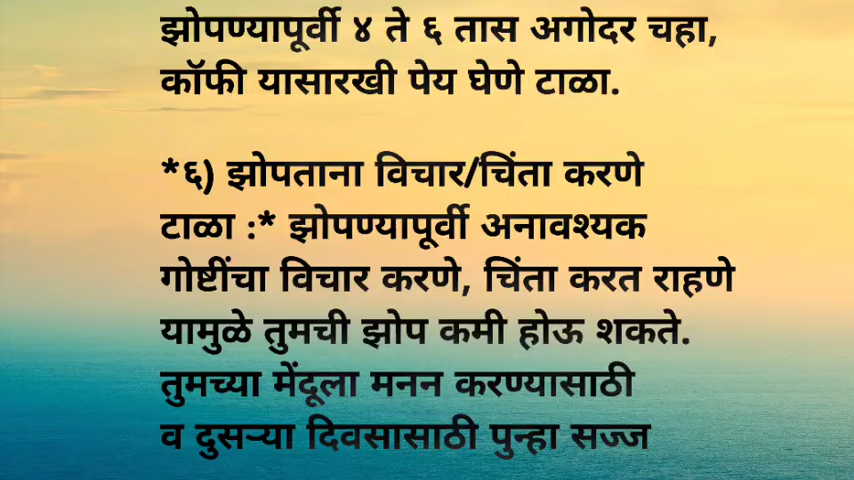 झोपण्यापूर्वी ४ ते ६ तास अगोदर चहा,
कॉफी यासारखी पेय घेणे टाळा.
*६) झोपताना विचार/चिंता करणे
टाळा :* झोपण्यापूर्वी अनावश्यक
गोष्टींचा विचार करणे, चिंता करत राहणे
यामुळे तुमची झोप कमी होऊ शकते.
तुमच्या मेंदूला मनन करण्यासाठी
व दुसऱ्या दिवसासाठी पुन्हा सज्ज